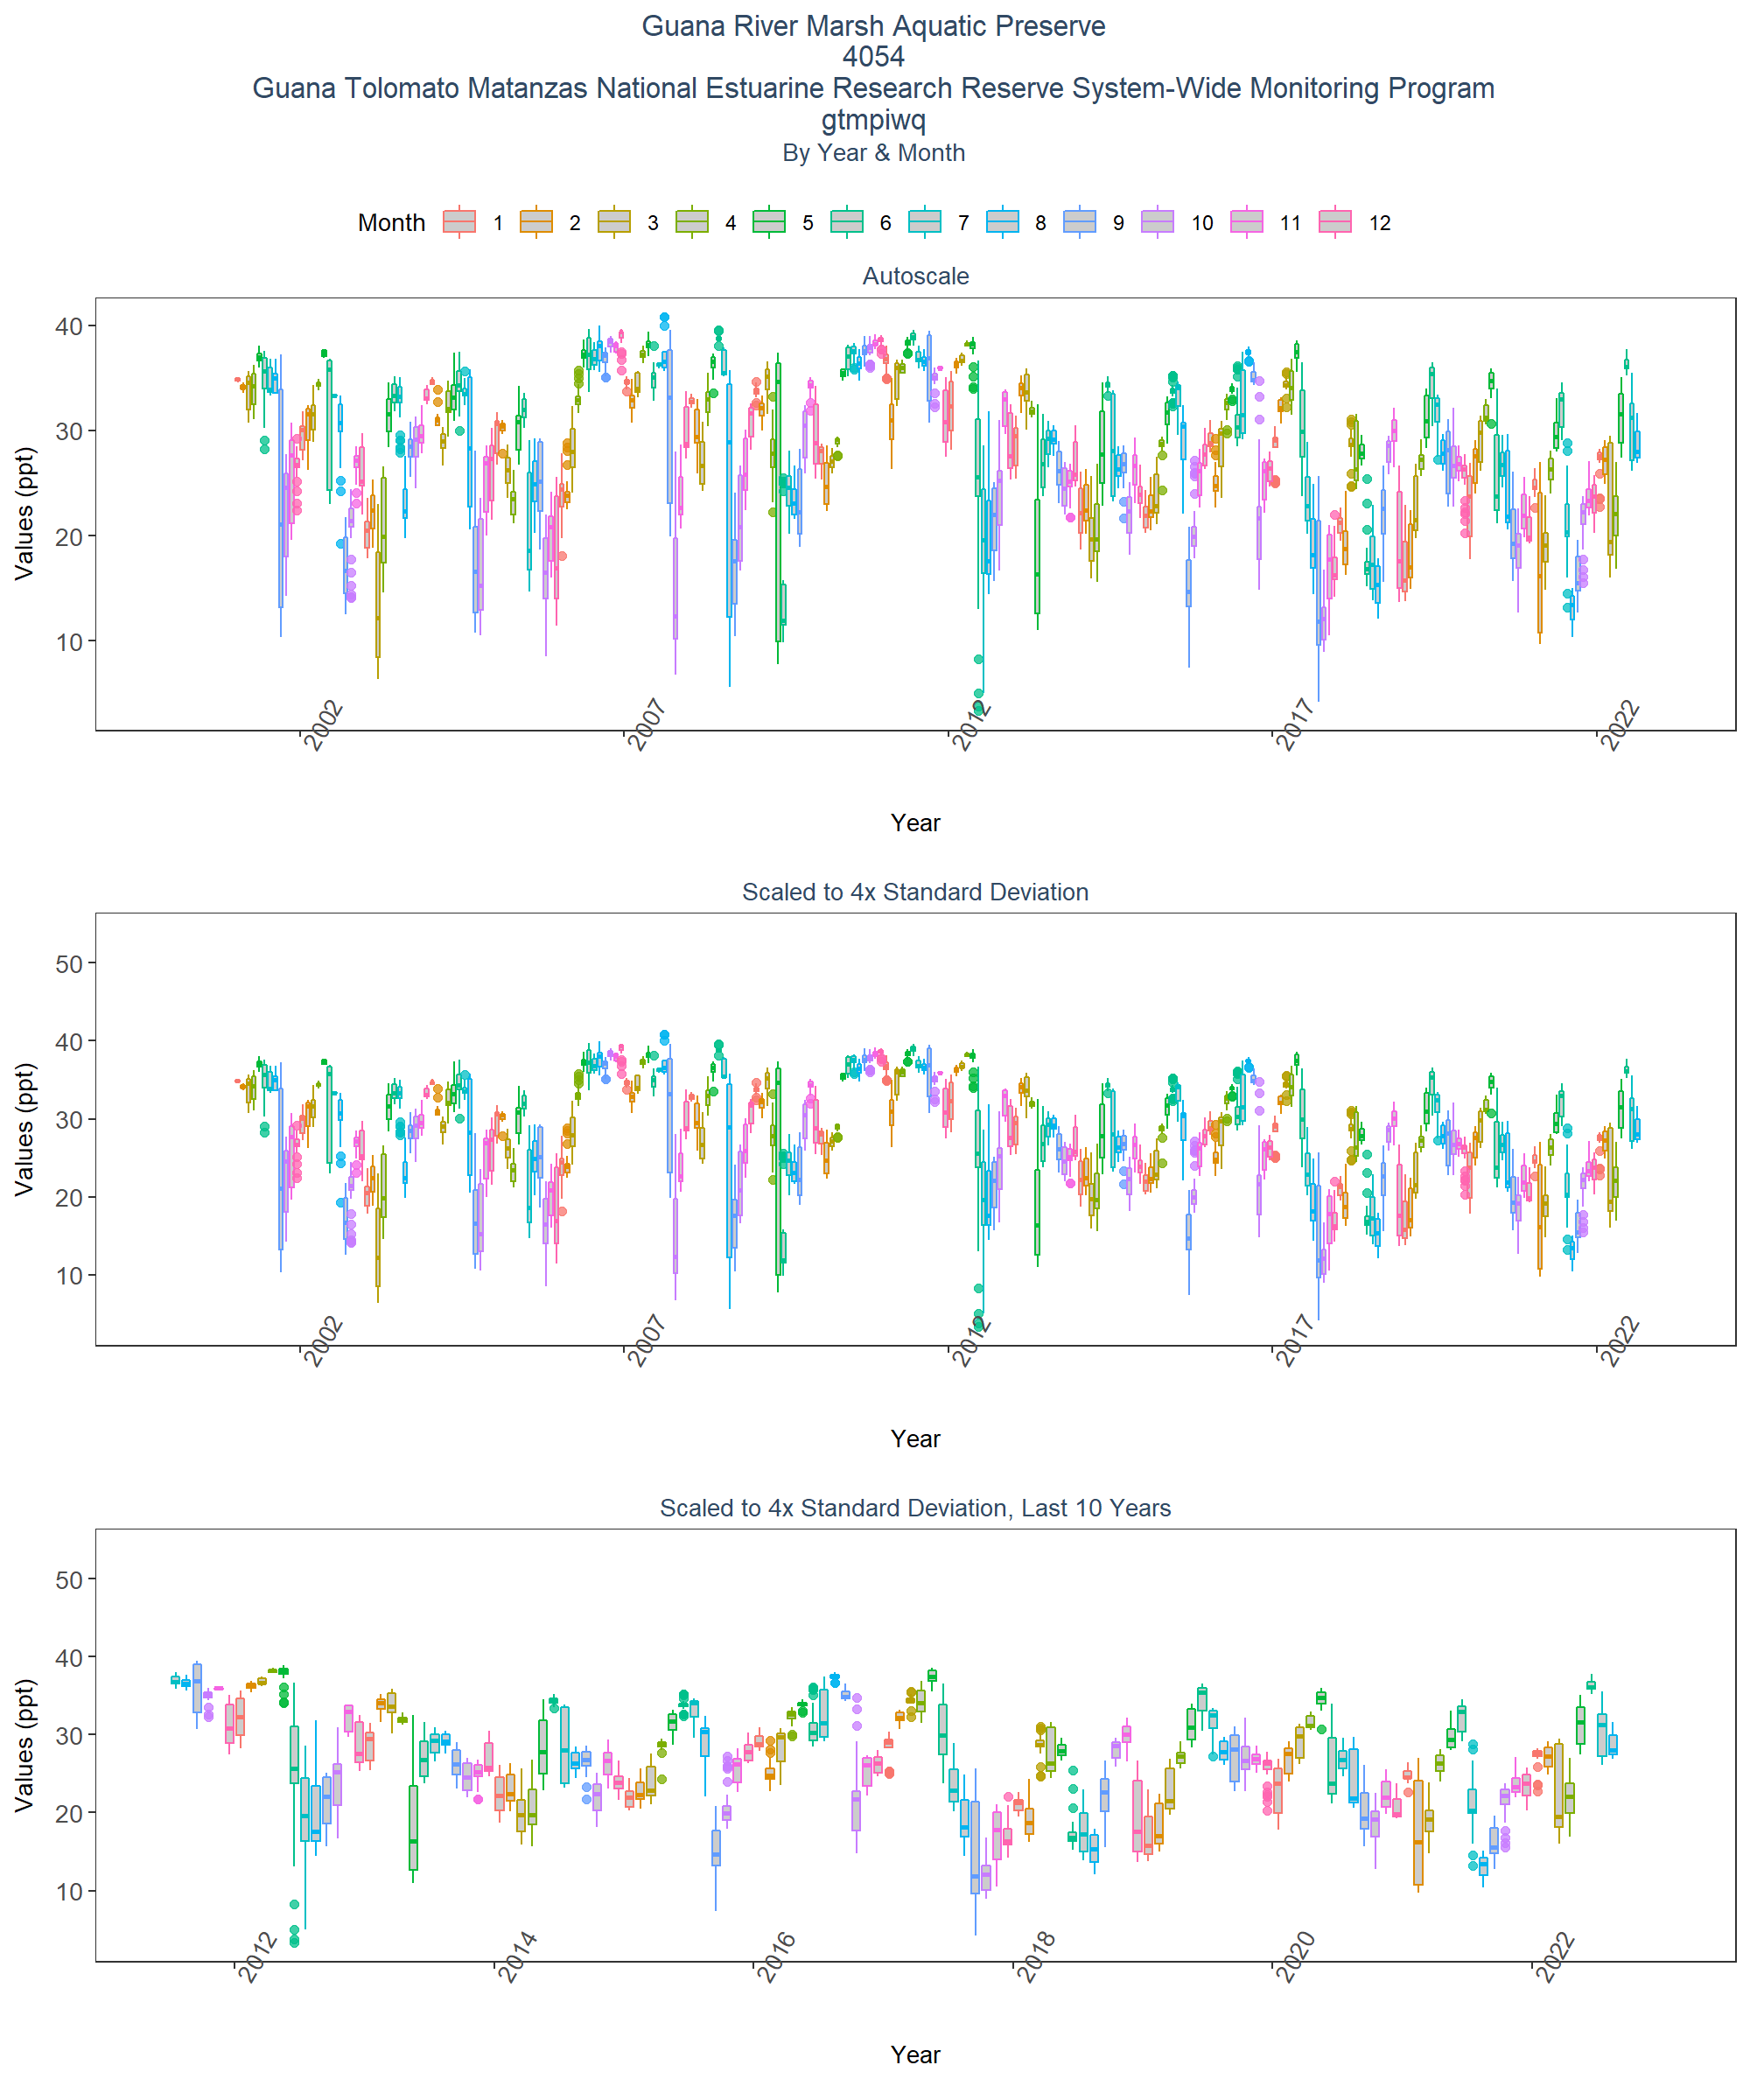 Guana River Marsh Aquatic Preserve
4054
Guana Tolomato Matanzas National Estuarine Research Reserve System-Wide Monitoring Program
gtmpiwq
By Year & Month
Month 1 2 3 4 5 6 7 8 9 10 11 12
Autoscale
Values (ppt)
40
30
20
10
2002 2007 2012 2017 2022
Year
Scaled to 4x Standard Deviation
Values (ppt)
50
40
30
20
10
2002 2007 2012 2017 2022
Year
Scaled to 4x Standard Deviation, Last 10 Years
Values (ppt)
50
40
30
20
10
2012 2014 2016 2018 2020 2022
Year